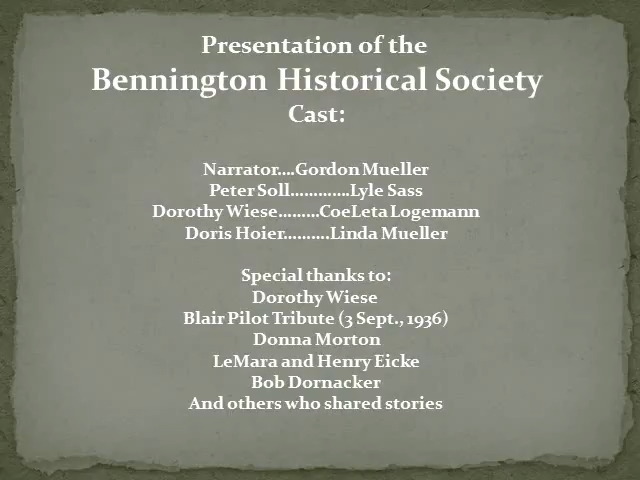 Presentation of the
Bennington Historical Society
Cast:
Narrator....Gordon Mueller
Peter Soll.............Lyle Sass
Dorothy Wiese.........CoeLeta Logemann
Doris Hoier..........Linda Mueller
Special thanks to:
Dorothy Wiese
Blair Pilot Tribute (3 Sept., 1936)
Donna Morton
LeMara and Henry Eicke
Bob Dornacker
And others who shared stories